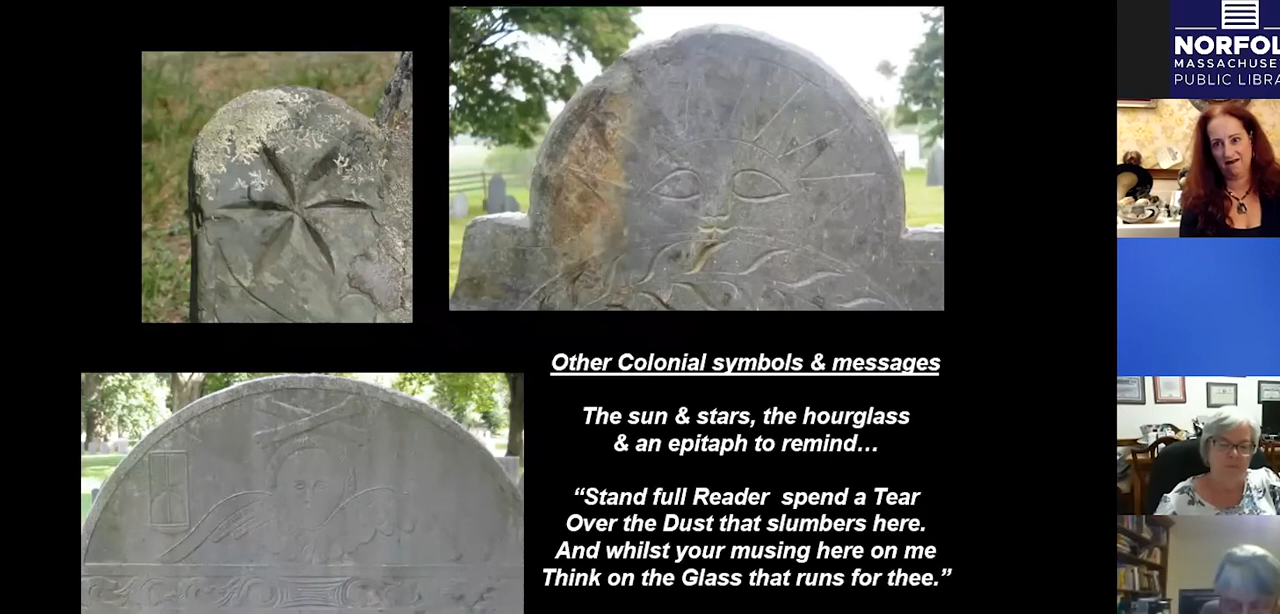 Other Colonial symbols & messages
The sun & stars, the hourglass
& an epitaph to remind...
“Stand full Reader spend a Tear
Over the Dust that slumbers here.
And whilst your musing here on me
Think on the Glass that runs for thee.”
NORFOL
MASSACHUSE
PUBLIC LIBRA